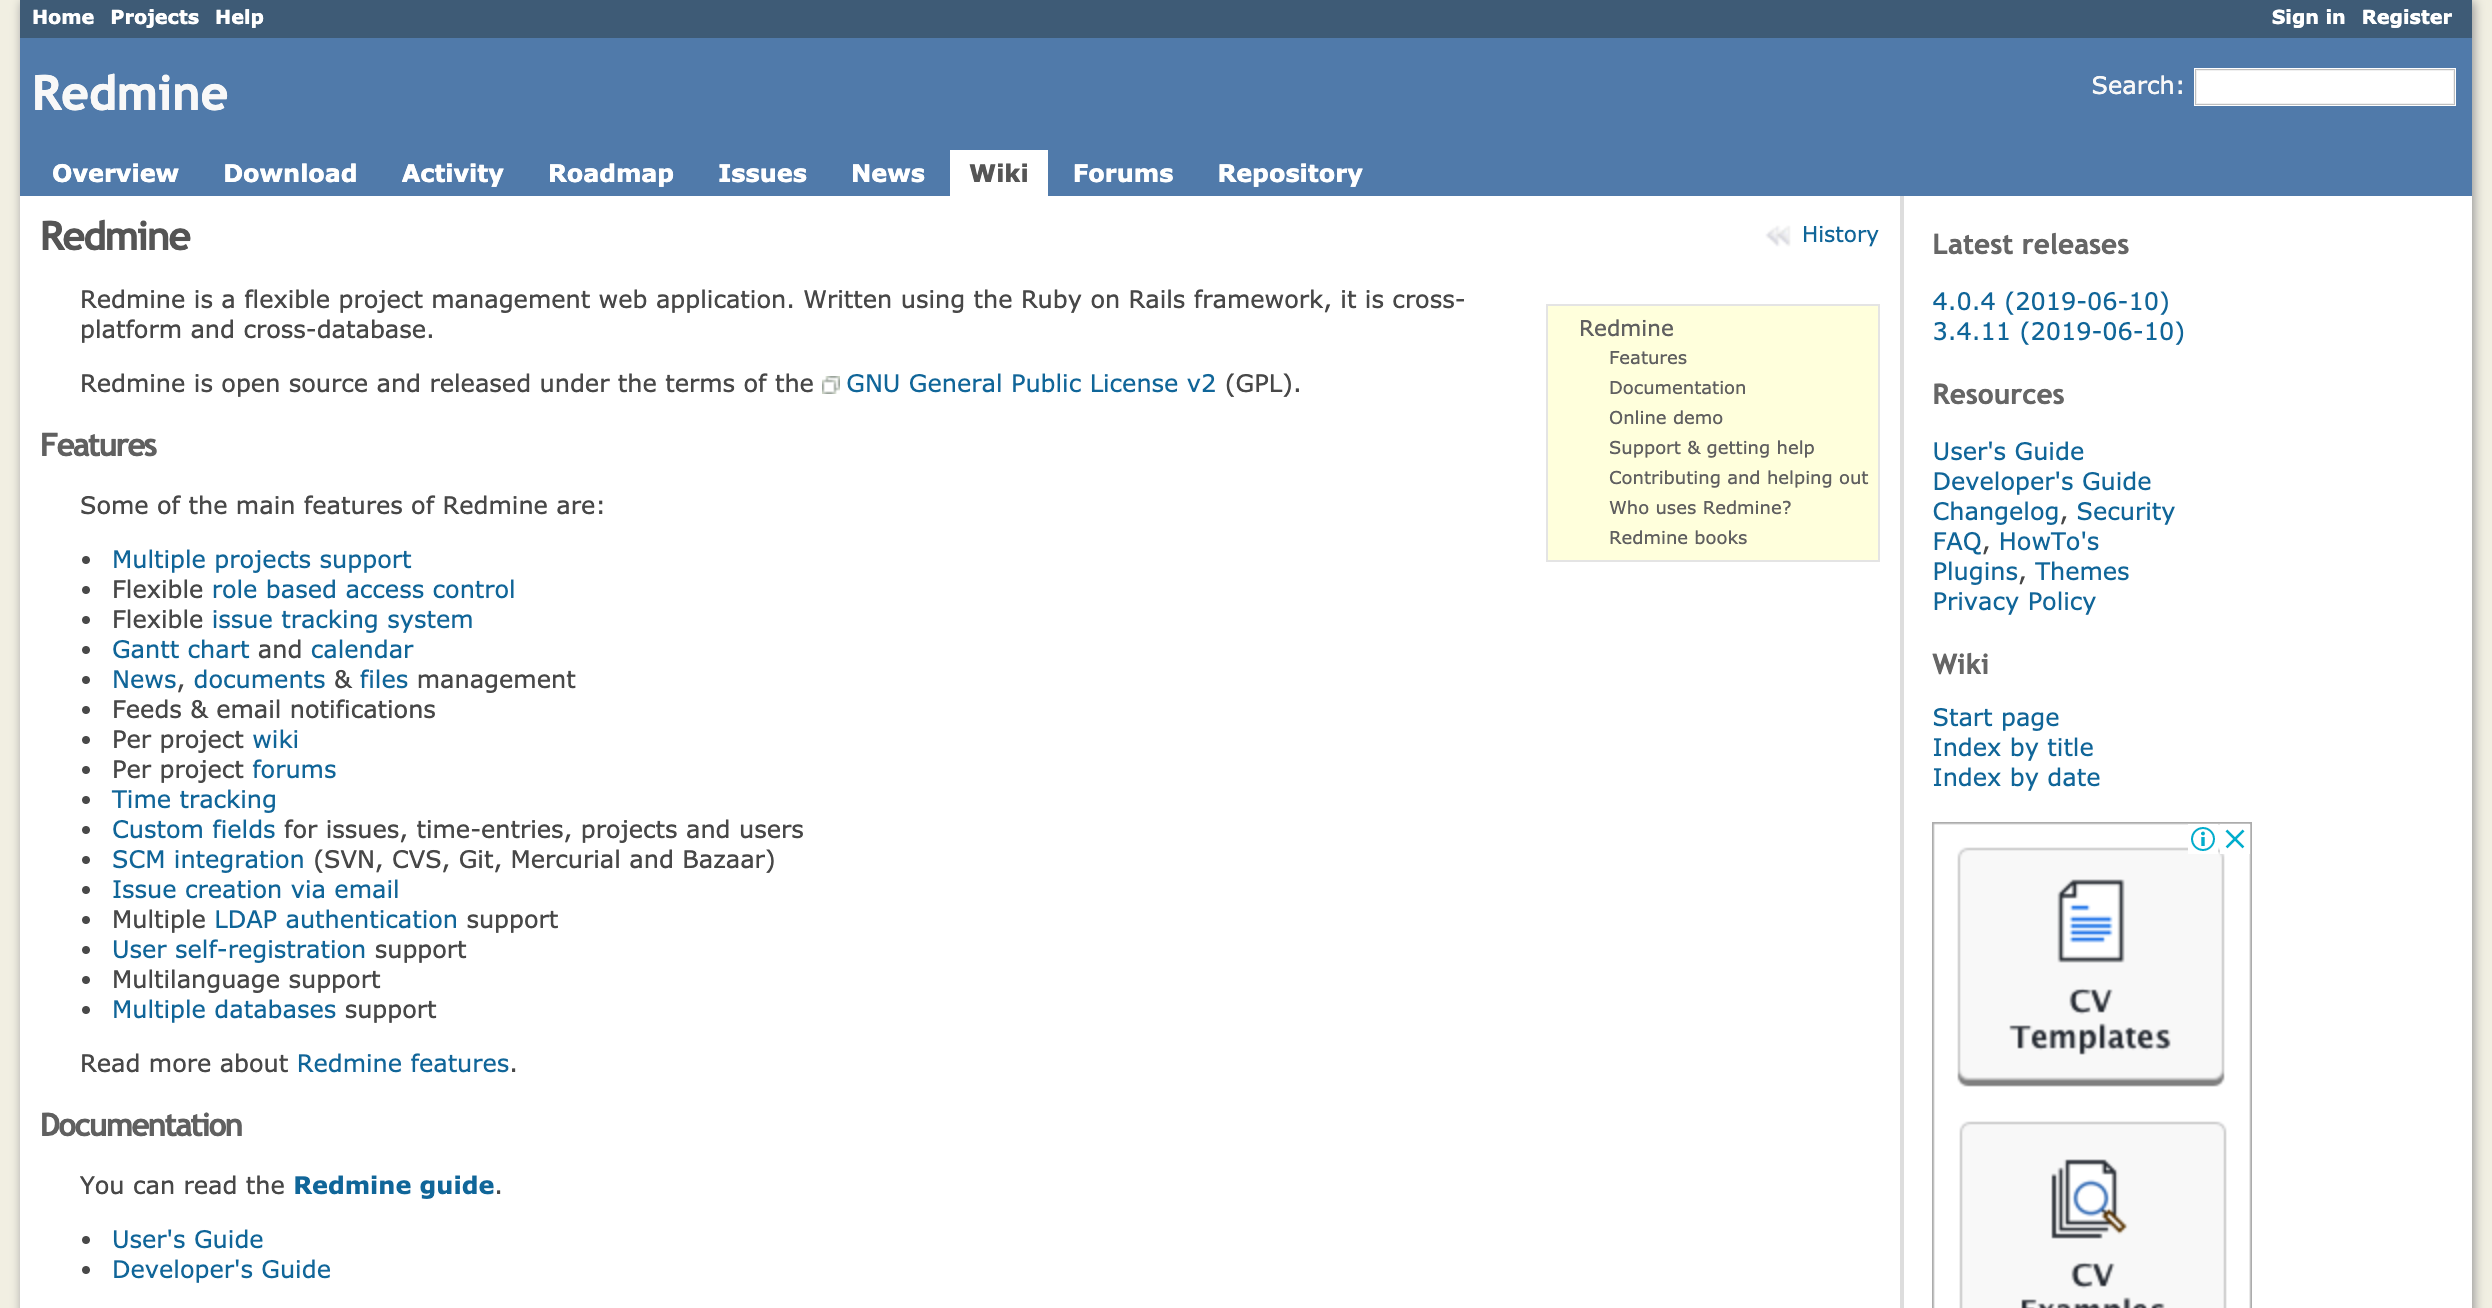 Home Projects Help
Sign in Register
Redmine
Search:
Overview Download Activity Roadmap Issues News Wiki Forums Repository
Redmine
History
Redmine is a flexible project management web application. Written using the Ruby on Rails framework, it is cross-
platform and cross-database.
Redmine is open source and released under the terms of the GNU General Public License v2 (GPL).
Redmine
Features
Documentation
Online demo
Support & getting help
Contributing and helping out
Who uses Redmine?
Redmine books
Features
Some of the main features of Redmine are:
• Multiple projects support
• Flexible role based access control
• Flexible issue tracking system
• Gantt chart and calendar
• News, documents & files management
• Feeds & email notifications
• Per project wiki
• Per project forums
• Time tracking
• Custom fields for issues, time-entries, projects and users
• SCM integration (SVN, CVS, Git, Mercurial and Bazaar)
• Issue creation via email
• Multiple LDAP authentication support
• User self-registration support
• Multilanguage support
• Multiple databases support
Read more about Redmine features.
Documentation
You can read the Redmine guide.
• User's Guide
• Developer's Guide
Latest releases
4.0.4 (2019-06-10)
3.4.11 (2019-06-10)
Resources
User's Guide
Developer's Guide
Changelog, Security
FAQ, HowTo's
Plugins, Themes
Privacy Policy
Wiki
Start page
Index by title
Index by date
CV
Templates
CV
Examples